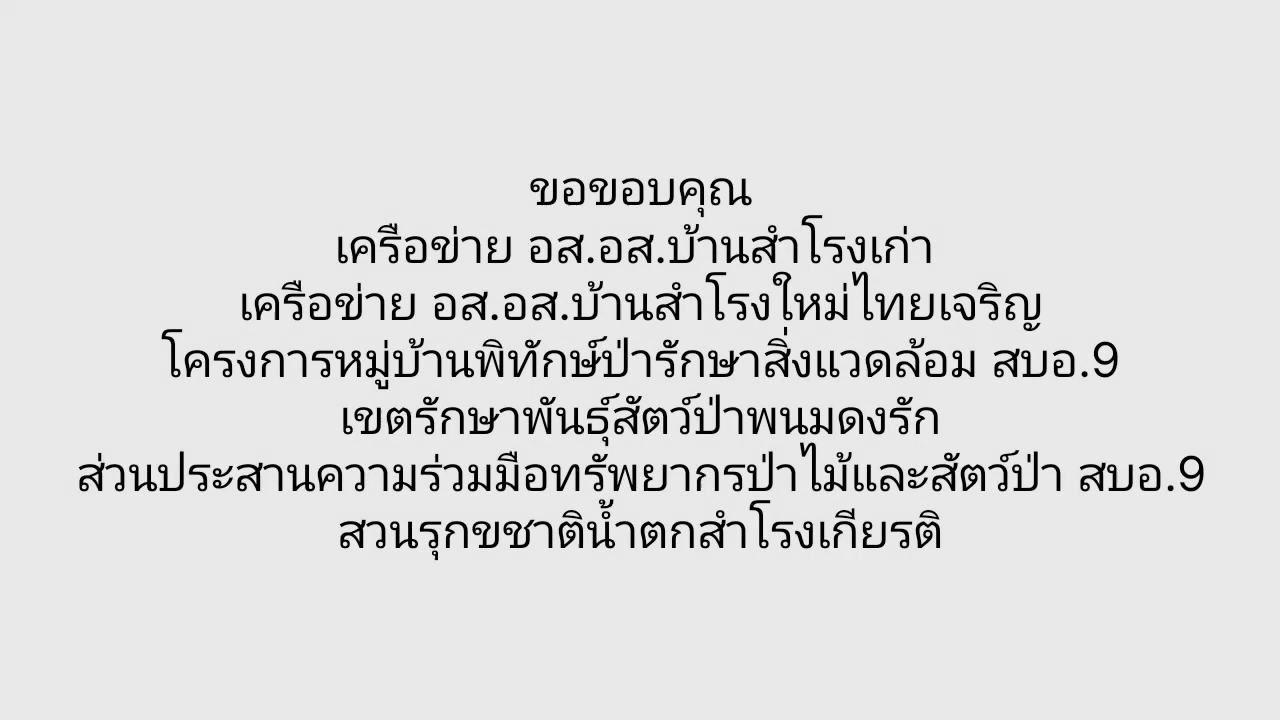 ขอขอบคุณ
เครือข่าย อส.อส.บ้านสำโรงเก่า
เครือข่าย อส.อส.บ้านสำโรงใหม่ไทยเจริญ
โครงการหมู่บ้านพิทักษ์ป่ารักษาสิ่งแวดล้อม สบอ.9
เขตรักษาพันธุ์สัตว์ป่าพนมดงรัก
ส่วนประสานความร่วมมือทรัพยากรป่าไม้และสัตว์ป่า สบอ.9
สวนรุกขชาติน้ำตกสำโรงเกียรติ